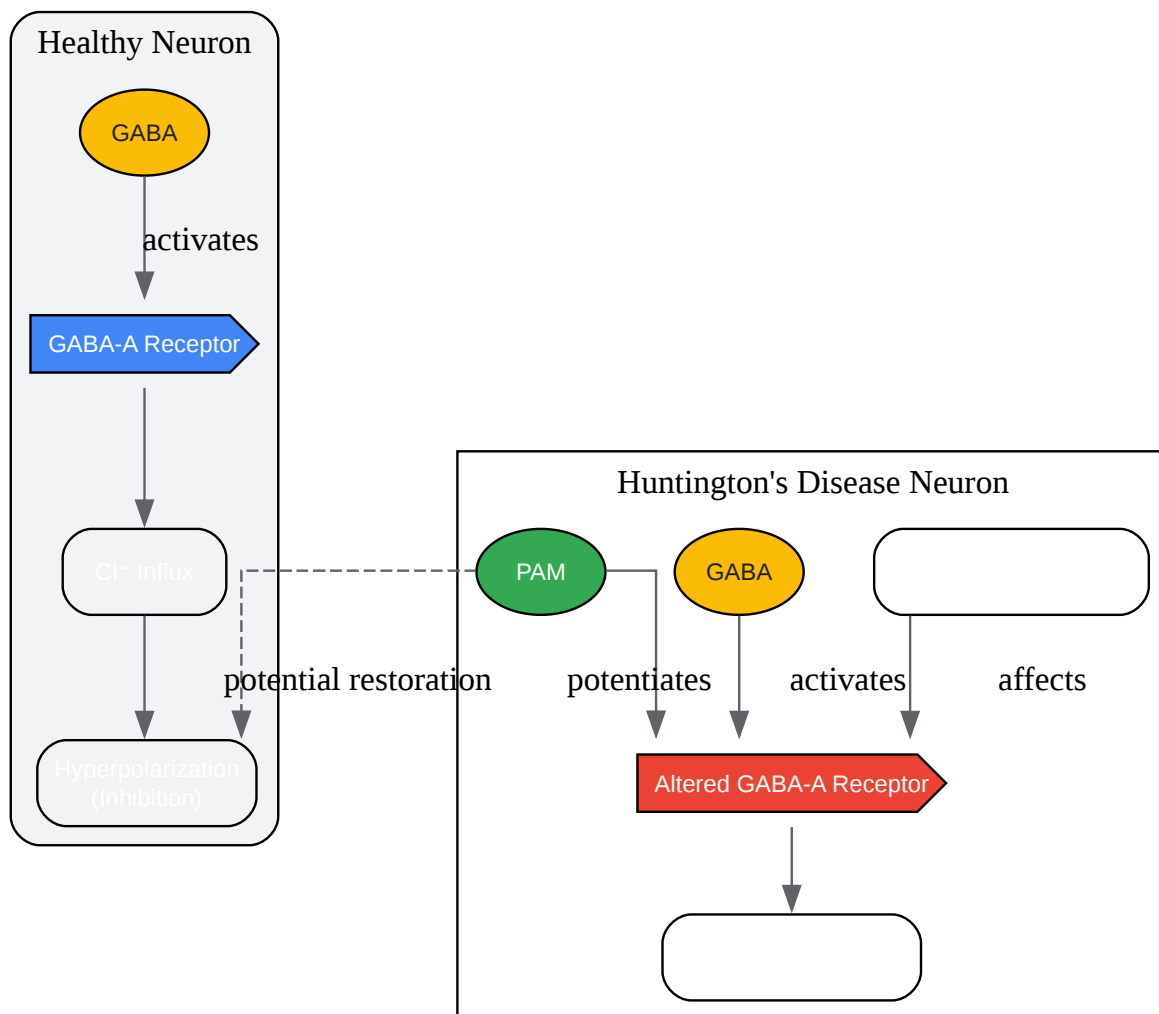 Healthy Neuron
GABA
activates
GABA-A Receptor
Cl⁻ Influx
Hyperpolarization
(Inhibition)
Huntington's Disease Neuron
PAM
GABA
potential restoration
potentiates
activates
affects
Altered GABA-A Receptor